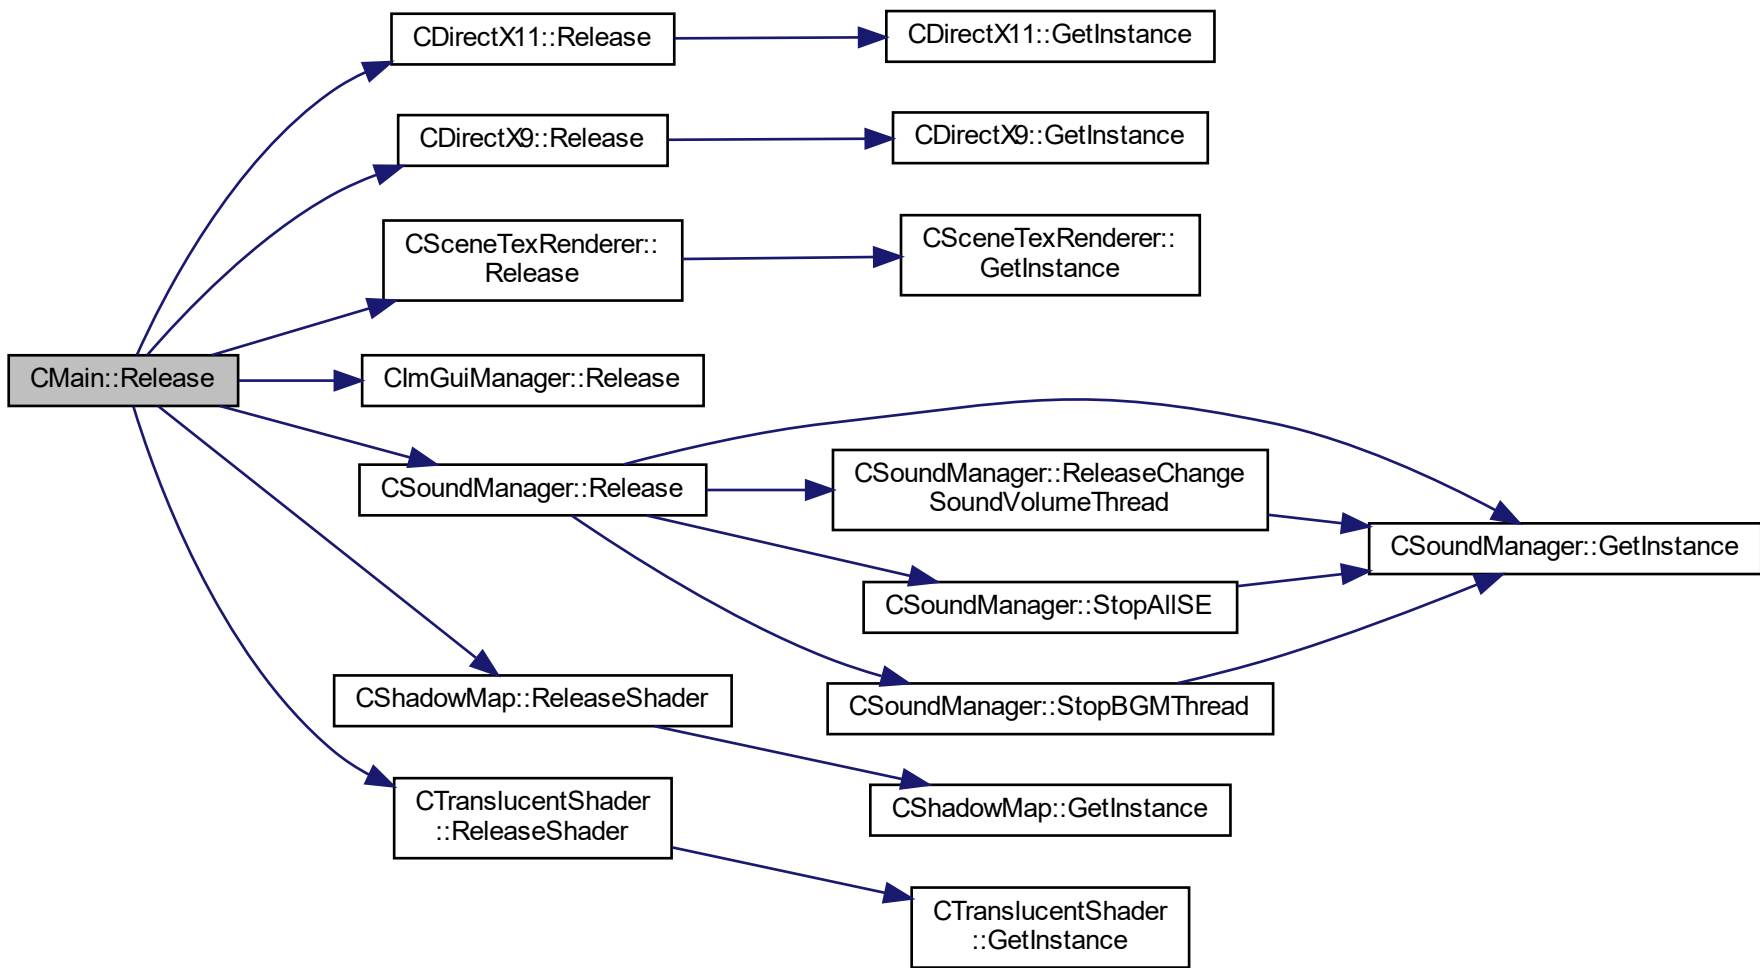 CMain::Release
CDirectX11::Release
CDirectX11::GetInstance
CDirectX9::Release
CDirectX9::GetInstance
CSceneTexRenderer::
Release
CSceneTexRenderer::
GetInstance
CImGuiManager::Release
CSoundManager::Release
CSoundManager::ReleaseChange
SoundVolumeThread
CSoundManager::GetInstance
CSoundManager::StopAllSE
CSoundManager::StopBGMThread
CShadowMap::ReleaseShader
CShadowMap::GetInstance
CTranslucentShader
::ReleaseShader
CTranslucentShader
::GetInstance